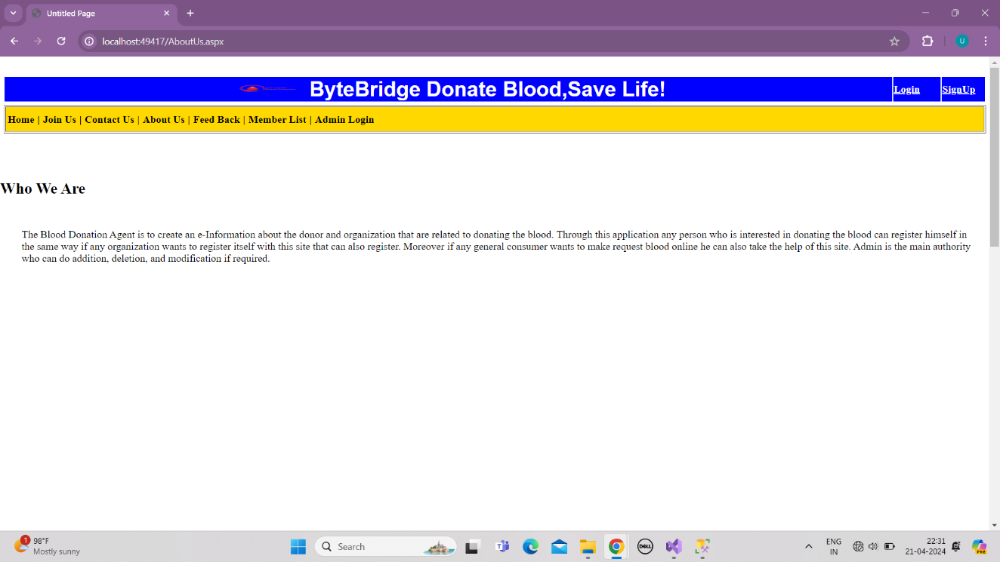 Untitled Page
localhost:49417/AboutUs.aspx
U
ByteBridge Donate Blood,Save Life!
Login
SignUp
Home | Join Us | Contact Us | About Us | Feed Back | Member List | Admin Login
Who We Are
The Blood Donation Agent is to create an e-Information about the donor and organization that are related to donating the blood. Through this application any person who is interested in donating the blood can register himself in
the same way if any organization wants to register itself with this site that can also register. Moreover if any general consumer wants to make request blood online he can also take the help of this site. Admin is the main authority
who can do addition, deletion, and modification if required.
1
98°F
Mostly sunny
Search
DELL
ENG
IN
22:31
21-04-2024
PRE